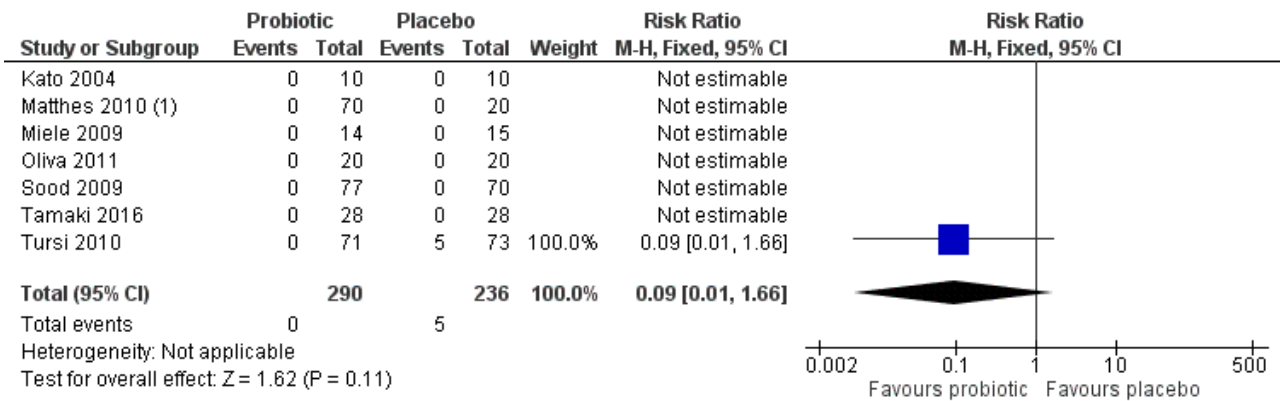 Probiotic Placebo Risk Ratio Risk Ratio
Study or Subgroup Events Total Events Total Weight M-H, Fixed, 95% CI M-H, Fixed, 95% CI
Kato 2004 0 10 0 10 Not estimable
Matthes 2010 (1) 0 70 0 20 Not estimable
Miele 2009 0 14 0 15 Not estimable
Oliva 2011 0 20 0 20 Not estimable
Sood 2009 0 77 0 70 Not estimable
Tamaki 2016 0 28 0 28 Not estimable
Tursi 2010 0 71 5 73 100.0% 0.09 [0.01, 1.66]
Total (95% CI) 290 236 100.0% 0.09 [0.01, 1.66]
Total events 0 5
Heterogeneity: Not applicable
Test for overall effect: Z = 1.62 (P = 0.11)
0.002 0.1 1 10 500
Favours probiotic Favours placebo